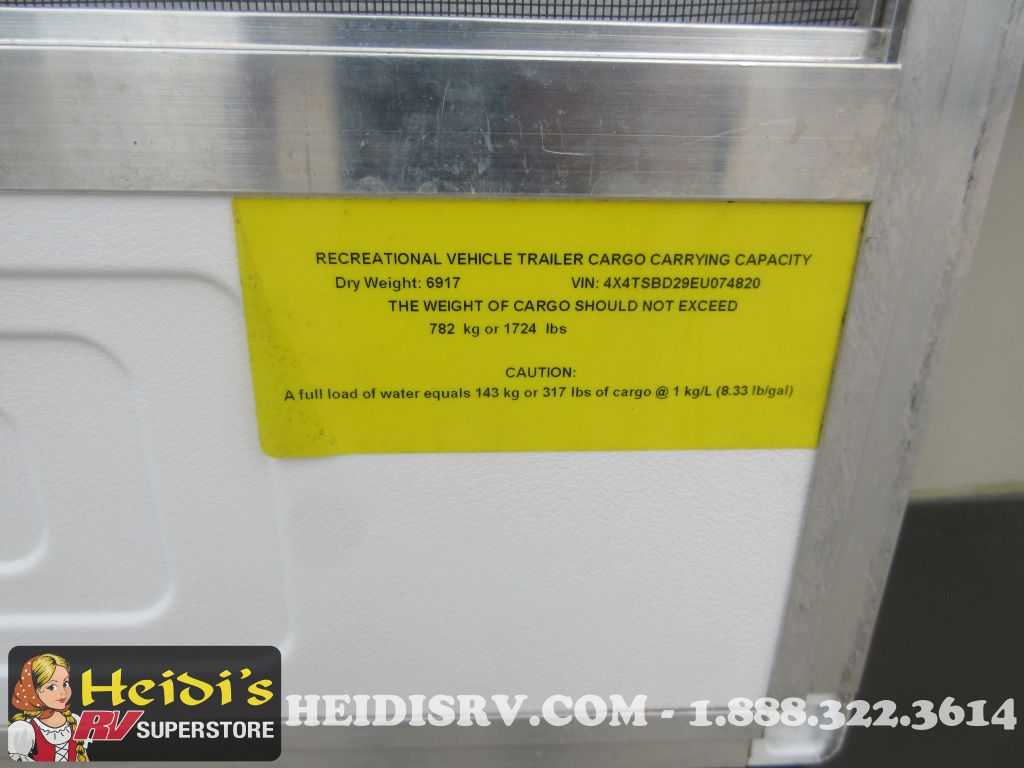 RECREATIONAL VEHICLE TRAILER CARGO CARRYING CAPACITY
Dry Weight: 6917 VIN: 4X4TSBD29EU074820
THE WEIGHT OF CARGO SHOULD NOT EXCEED
782 kg or 1724 lbs
CAUTION:
A full load of water equals 143 kg or 317 lbs of cargo @ 1 kg/L (8.33 lb/gal)
Heidi's
RV SUPERSTORE
HEIDISRV.COM - 1.888.322.3614